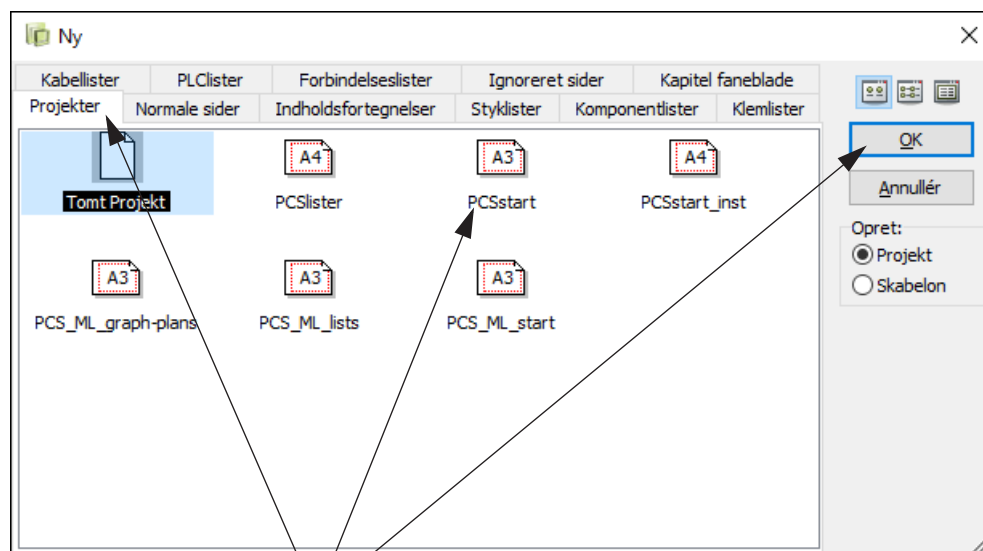 Ny
Kabellister PLClister Forbindelseslister Ignoreret sider Kapitel faneblade
Projekter Normale sider Indholdsfortegnelser Styklister Komponentlister Klemlister
A4 A3 A4
Tomt Projekt PCSlister PCSstart PCSstart_inst
A3 A3 A3
PCS_ML_graph-plans PCS_ML_lists PCS_ML_start
OK
Annullér
Opret:
Projekt
Skabelon